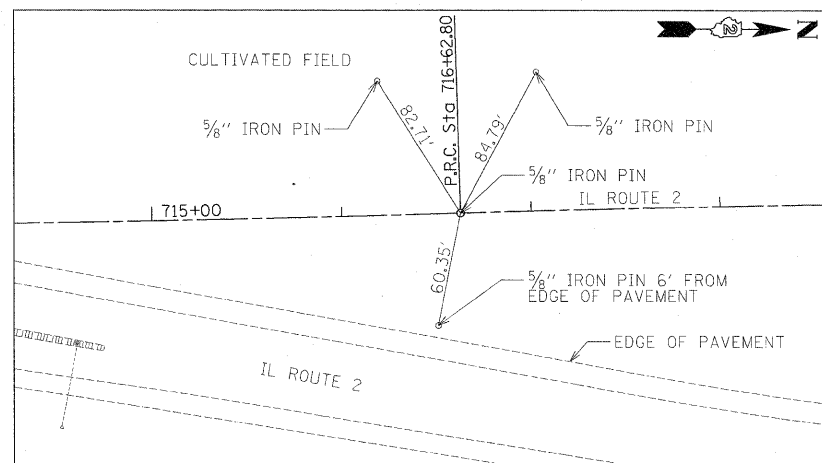 CULTIVATED FIELD
P.R.C. Sta 716+62.80
2
N
5/8" IRON PIN
82.71'
84.79'
5/8" IRON PIN
5/8" IRON PIN
IL ROUTE 2
715+00
60.35'
5/8" IRON PIN 6' FROM
EDGE OF PAVEMENT
EDGE OF PAVEMENT
IL ROUTE 2